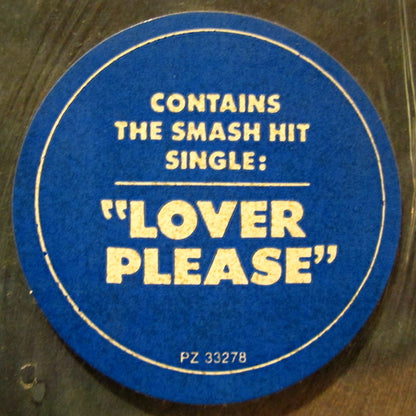 CONTAINS
THE SMASH HIT
SINGLE:
"LOVER
PLEASE"
PZ 33278